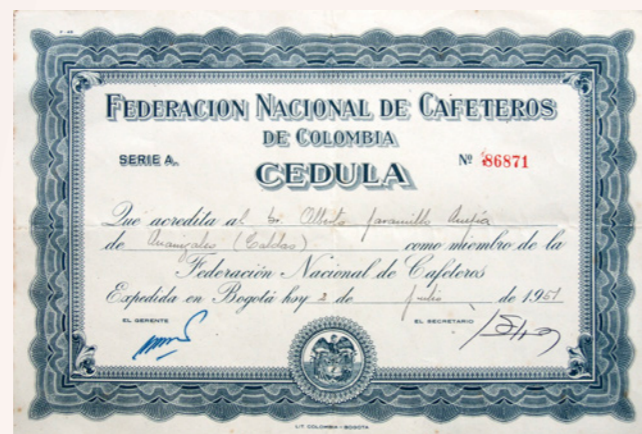 F-48
FEDERACION NACIONAL DE CAFETEROS
DE COLOMBIA
SERIE A. Nº 86871
CEDULA
Que acredita al Sr. Alberto Jaramillo Mejía
de Manizales (Caldas) como miembro de la
Federación Nacional de Cafeteros
Expedida en Bogotá hoy 2 de julio de 1951
EL GERENTE EL SECRETARIO
LIT. COLOMBIA - BOGOTA